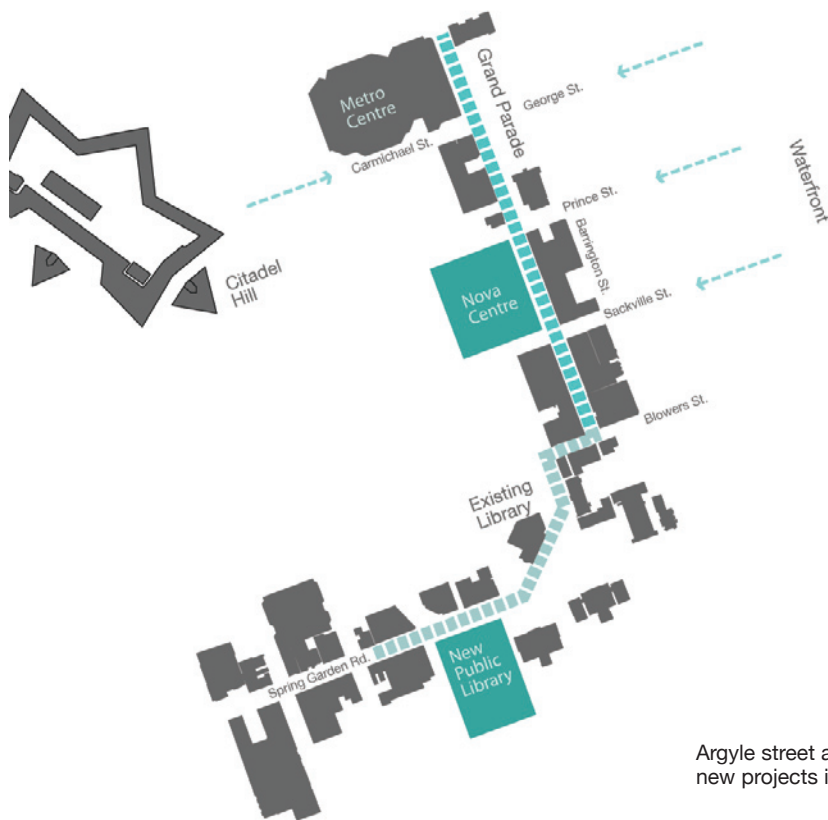 Metro
Centre
Grand Parade
George St.
Carmichael St.
Waterfront
Prince St.
Barrington St.
Citadel
Hill
Nova
Centre
Sackville St.
Blowers St.
Existing
Library
New
Public
Library
Spring Garden Rd.
Argyle street a
new projects i